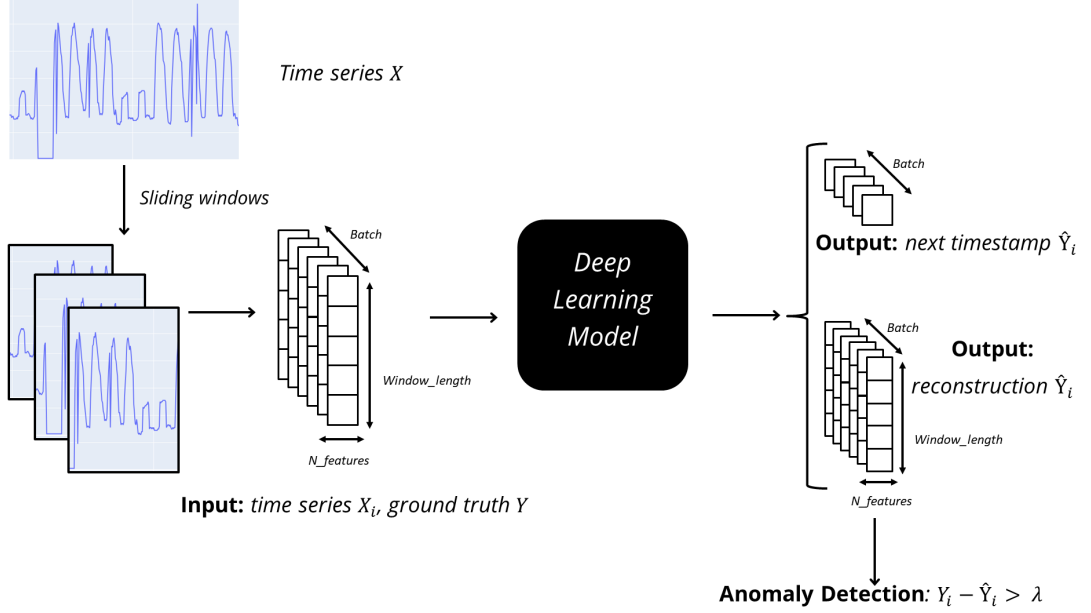 Time series X
Sliding windows
Batch
Window_length
N_features
Input: time series Xᵢ, ground truth Y
Deep
Learning
Model
Batch
Output: next timestamp Ŷᵢ
Batch
Output:
reconstruction Ŷᵢ
Window_length
N_features
Anomaly Detection: Yᵢ − Ŷᵢ > λ